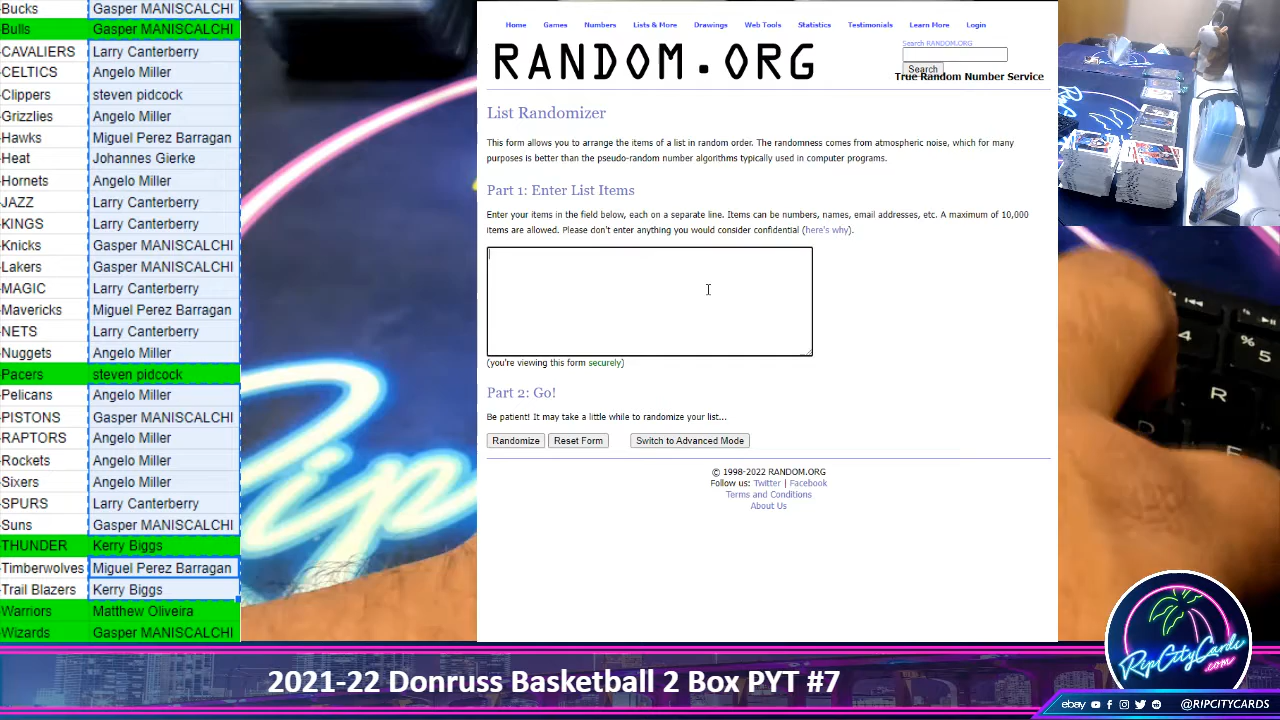 -Bucks Gasper MANISCALCHI
-Bulls Gasper MANISCALCHI
-CAVALIERS Larry Canterberry
-CELTICS Angelo Miller
-Clippers steven pidcock
-Grizzlies Angelo Miller
-Hawks Miguel Perez Barragan
-Heat Johannes Gierke
-Hornets Angelo Miller
-JAZZ Larry Canterberry
-KINGS Larry Canterberry
-Knicks Gasper MANISCALCHI
-Lakers Gasper MANISCALCHI
-MAGIC Larry Canterberry
-Mavericks Miguel Perez Barragan
-NETS Larry Canterberry
-Nuggets Angelo Miller
-Pacers steven pidcock
-Pelicans Angelo Miller
-PISTONS Gasper MANISCALCHI
-RAPTORS Angelo Miller
-Rockets Angelo Miller
-Sixers Angelo Miller
-SPURS Larry Canterberry
-Suns Gasper MANISCALCHI
-THUNDER Kerry Biggs
-Timberwolves Miguel Perez Barragan
-Trail Blazers Kerry Biggs
-Warriors Matthew Oliveira
-Wizards Gasper MANISCALCHI
Home Games Numbers Lists & More Drawings Web Tools Statistics Testimonials Learn More Login
RANDOM.ORG
Search RANDOM.ORG
Search
True Random Number Service
List Randomizer
This form allows you to arrange the items of a list in random order. The randomness comes from atmospheric noise, which for many
purposes is better than the pseudo-random number algorithms typically used in computer programs.
Part 1: Enter List Items
Enter your items in the field below, each on a separate line. Items can be numbers, names, email addresses, etc. A maximum of 10,000
items are allowed. Please don't enter anything you would consider confidential (here's why).
(you're viewing this form securely)
Part 2: Go!
Be patient! It may take a little while to randomize your list...
Randomize Reset Form Switch to Advanced Mode
© 1998-2022 RANDOM.ORG
Follow us: Twitter | Facebook
Terms and Conditions
About Us
R
%
5
RipCityCards
.com
2021-22 Donruss Basketball 2 Box PYT #7
ebay @RIPCITYCARDS